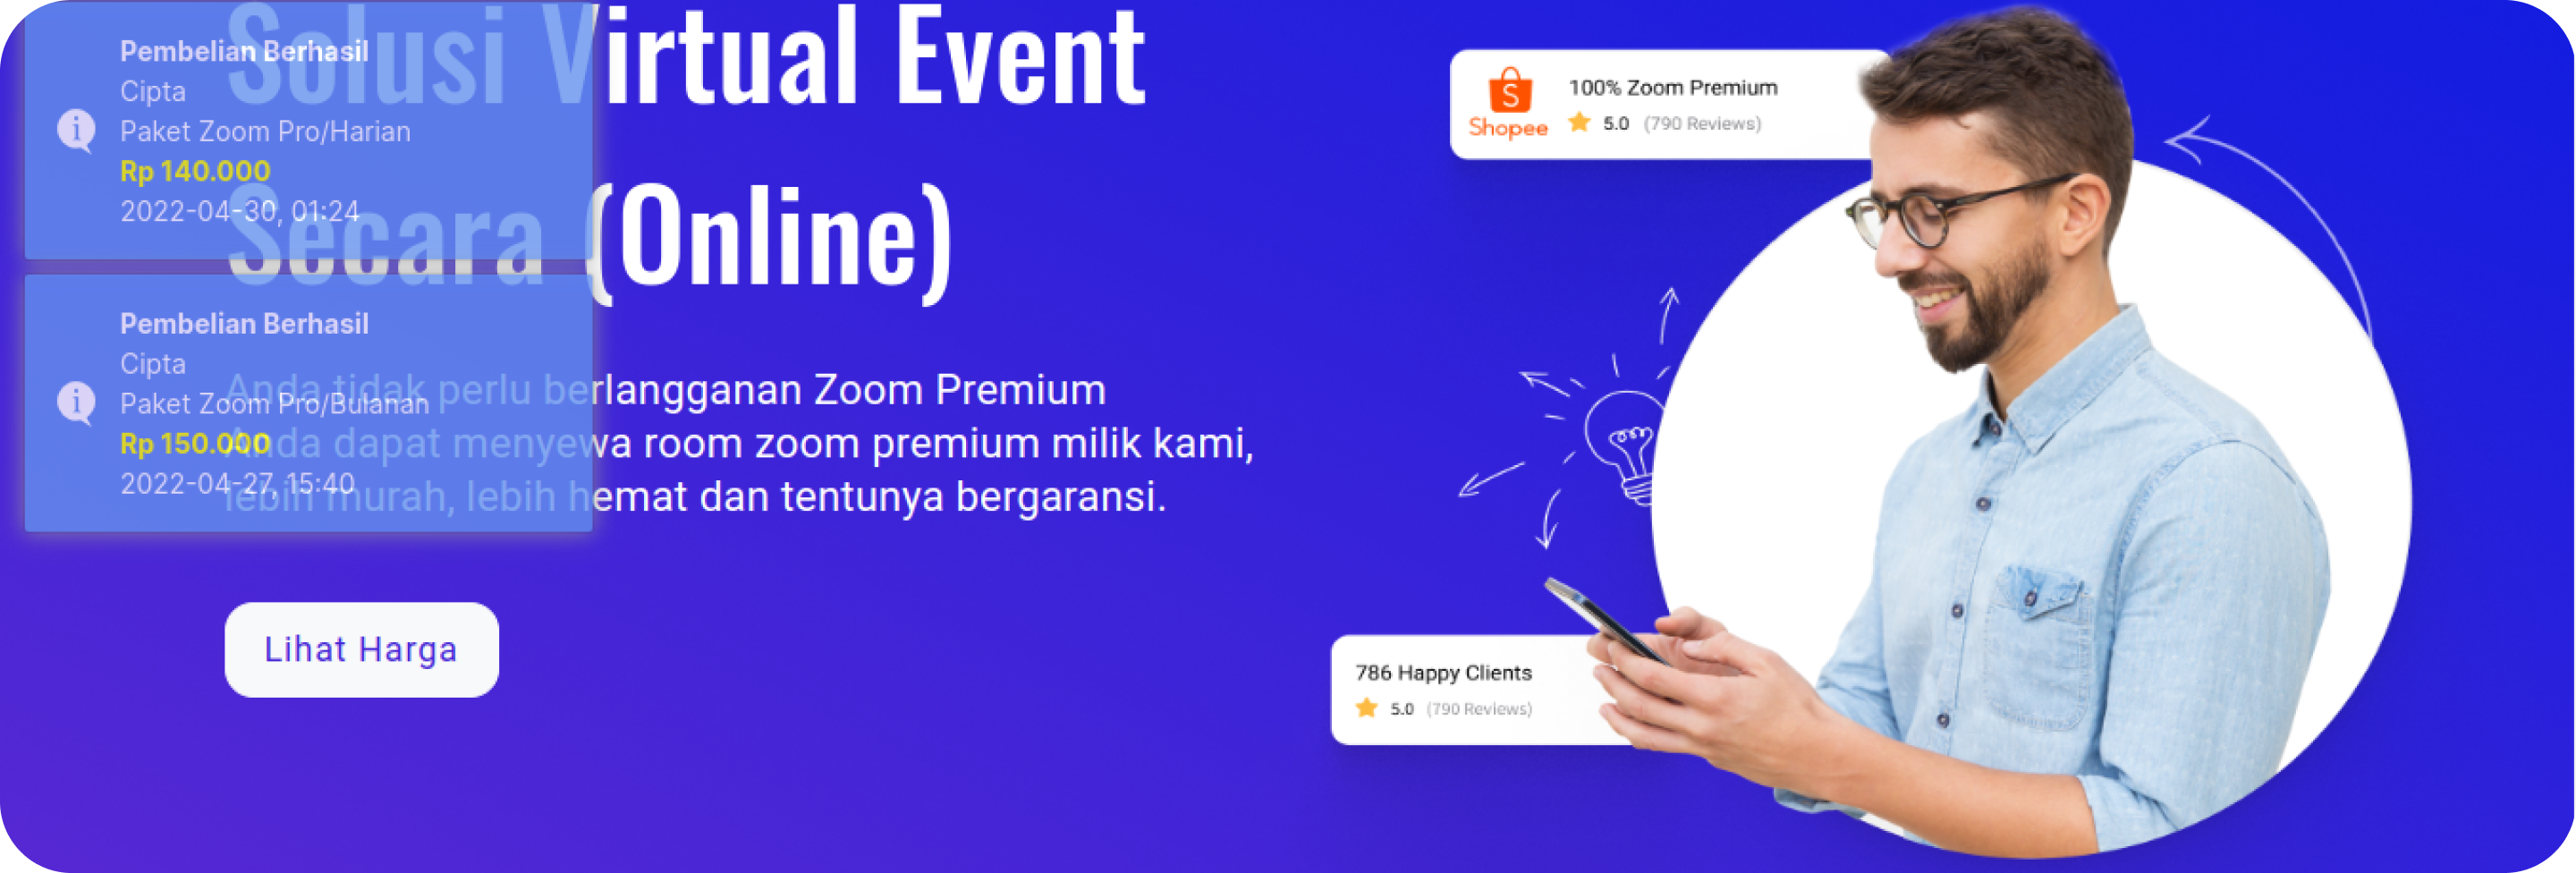 Solusi Virtual Event
Secara (Online)
Anda tidak perlu berlangganan Zoom Premium
Anda dapat menyewa room zoom premium milik kami,
lebih murah, lebih hemat dan tentunya bergaransi.
Lihat Harga
Pembelian Berhasil
Cipta
Paket Zoom Pro/Harian
Rp 140.000
2022-04-30, 01:24
Pembelian Berhasil
Cipta
Paket Zoom Pro/Bulanan
Rp 150.000
2022-04-27, 15:40
S
Shopee
100% Zoom Premium
5.0 (790 Reviews)
786 Happy Clients
5.0 (790 Reviews)